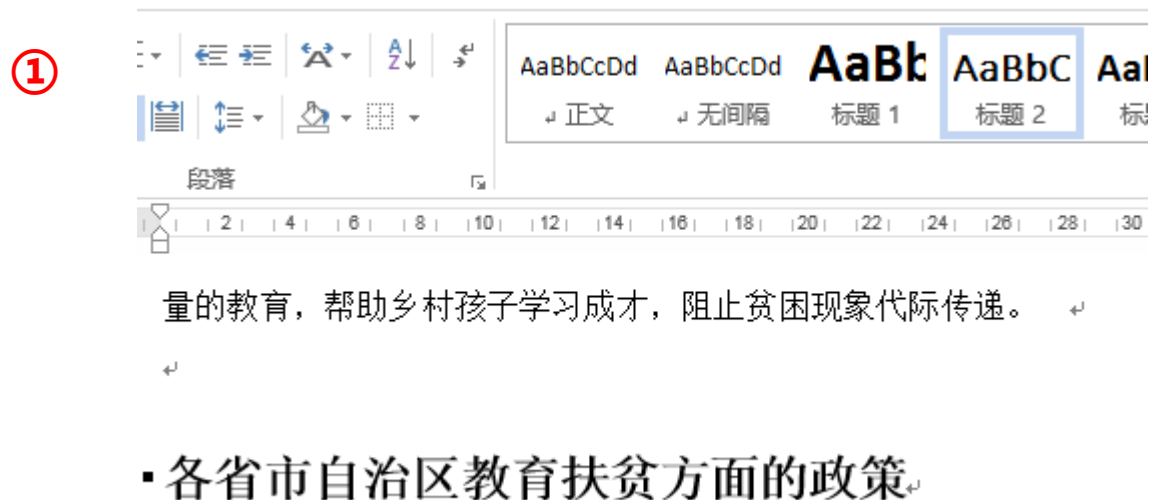 ①
AaBbCcDd AaBbCcDd AaBb AaBbC AaB
正文 无间隔 标题 1 标题 2 标
段落
2 4 6 8 10 12 14 16 18 20 22 24 26 28 30
量的教育，帮助乡村孩子学习成才，阻止贫困现象代际传递。
各省市自治区教育扶贫方面的政策